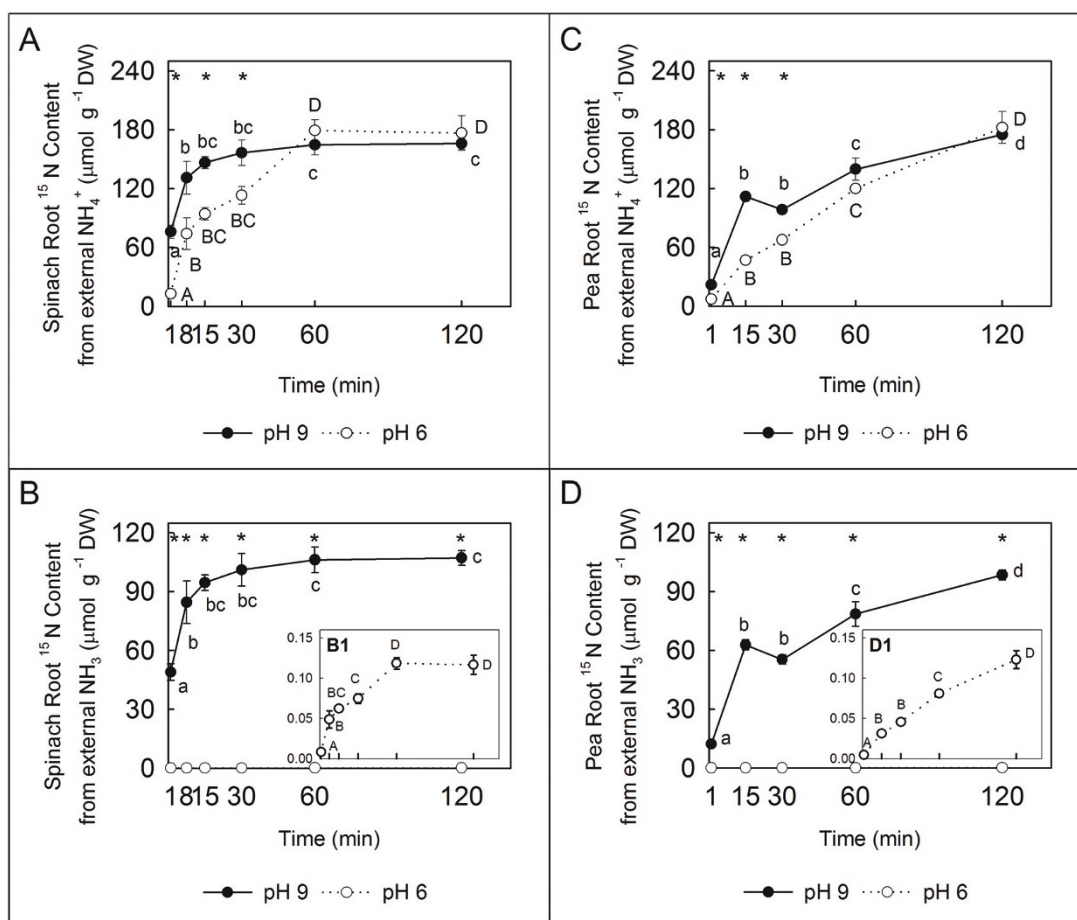 A
Spinach Root ¹⁵ N Content
from external NH₄⁺ (μmol g ⁻¹ DW)
240
180
120
60
0
* * *
a b bc bc c c
A B BC BC D D
1 8 15 30 60 120
Time (min)
pH 9 pH 6
C
Pea Root ¹⁵ N Content
from external NH₄⁺ (μmol g ⁻¹ DW)
240
180
120
60
0
* * *
a b b c d
A B B C D
1 15 30 60 120
Time (min)
pH 9 pH 6
B
Spinach Root ¹⁵ N Content
from external NH₃ (μmol g ⁻¹ DW)
120
90
60
30
0
* * * * * *
a b bc bc c c
B1
0.15
0.10
0.05
0.00
A BC B C D D
1 8 15 30 60 120
Time (min)
pH 9 pH 6
D
Pea Root ¹⁵ N Content
from external NH₃ (μmol g ⁻¹ DW)
120
90
60
30
0
* * * * *
a b b c d
D1
0.15
0.10
0.05
0.00
A B B C D
1 15 30 60 120
Time (min)
pH 9 pH 6